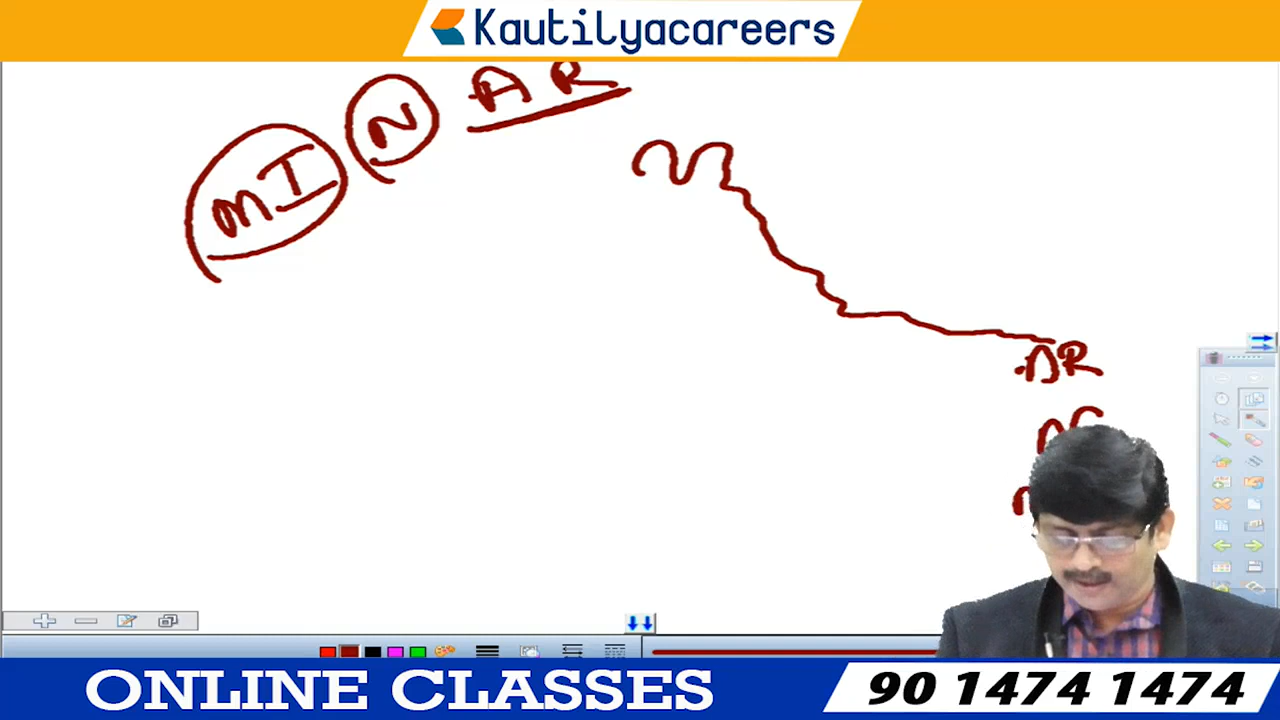 Kautilyacareers
MI N AR
AR
ONLINE CLASSES
90 1474 1474